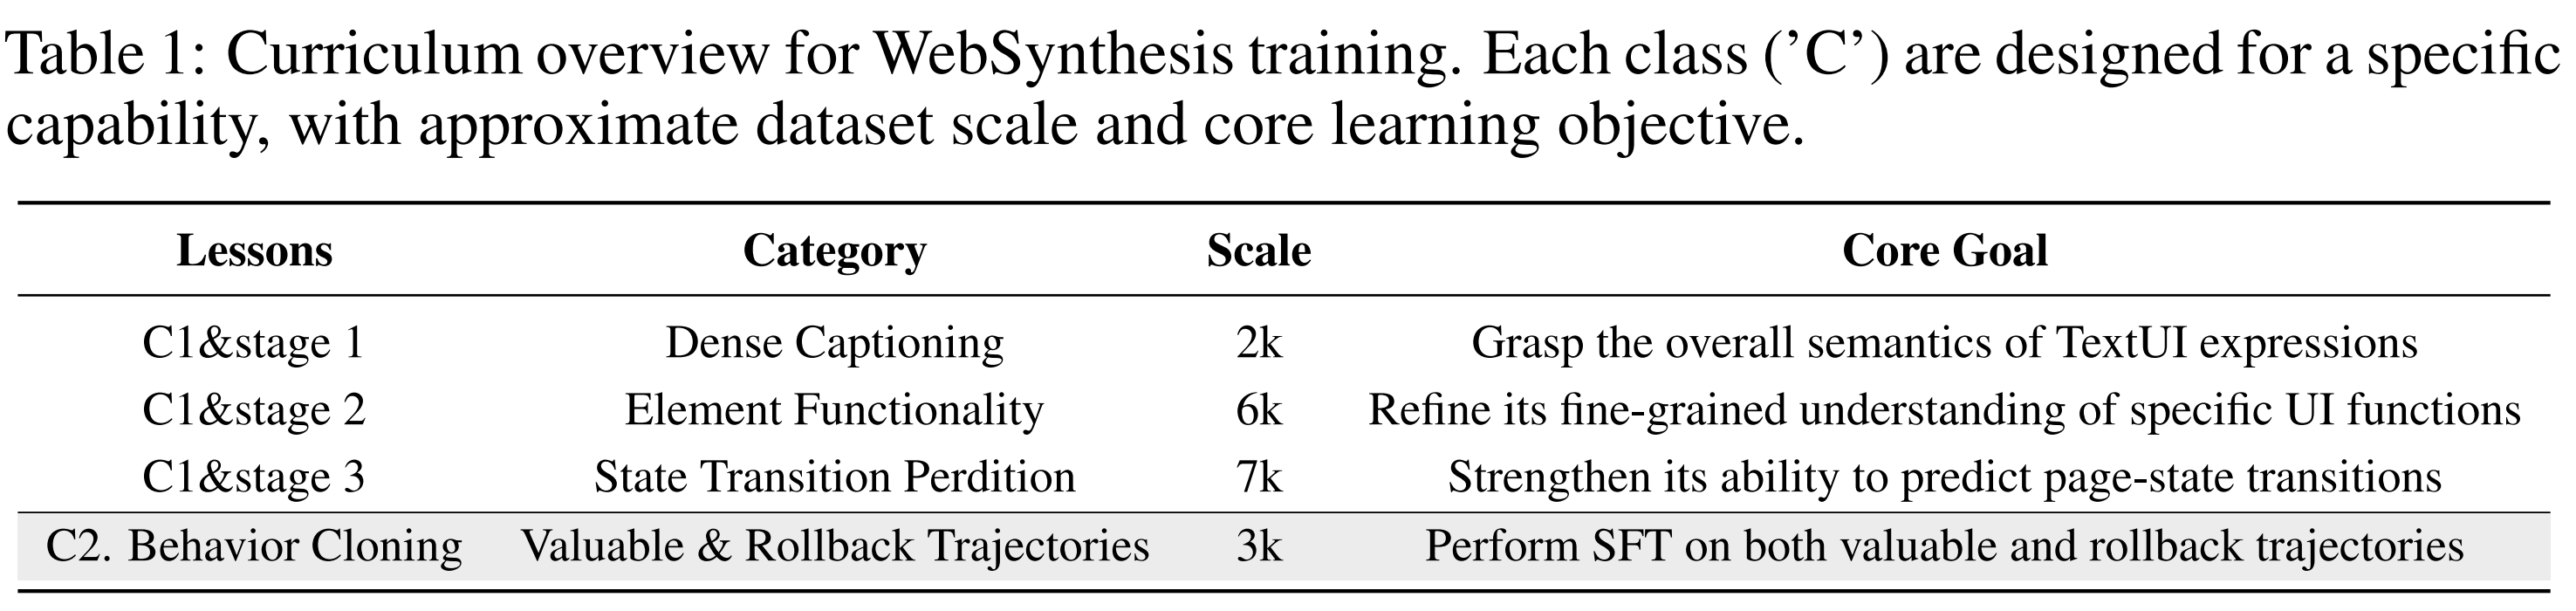 Table 1: Curriculum overview for WebSynthesis training. Each class (’C’) are designed for a specific
capability, with approximate dataset scale and core learning objective.
Lessons Category Scale Core Goal
C1&stage 1 Dense Captioning 2k Grasp the overall semantics of TextUI expressions
C1&stage 2 Element Functionality 6k Refine its fine-grained understanding of specific UI functions
C1&stage 3 State Transition Perdition 7k Strengthen its ability to predict page-state transitions
C2. Behavior Cloning Valuable & Rollback Trajectories 3k Perform SFT on both valuable and rollback trajectories